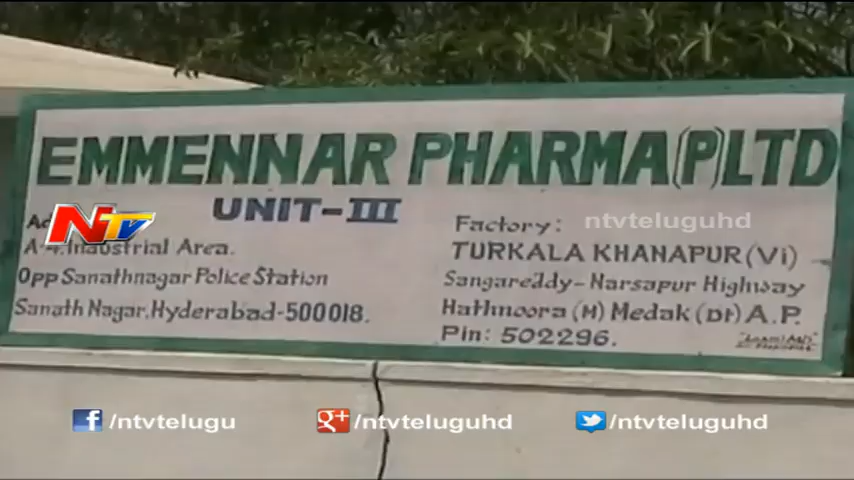 EMMENNAR PHARMA(P)LTD
UNIT-III
NTV
A-4. Industrial Area.
Opp Sanathnagar Police Station
Sanath Nagar, Hyderabad-500018.
Factory:
TURKALA KHANAPUR(Vi)
Sangareddy-Narsapur Highway
Hathnoora (M) Medak (Dt) A.P.
Pin: 502296.
ntvteluguhd
/ntvtelugu
/ntvteluguhd
/ntvteluguhd